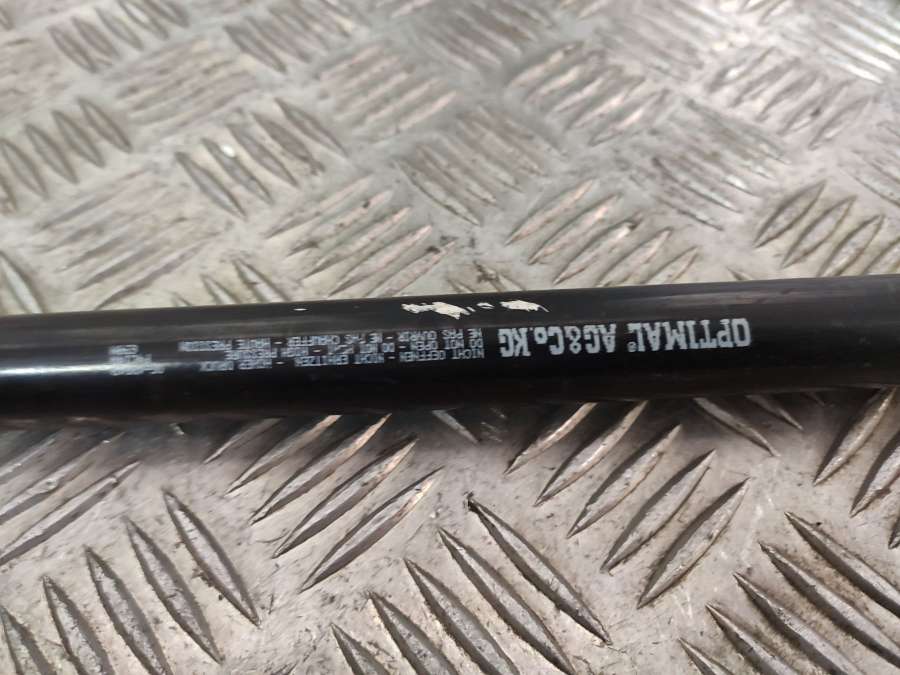 OPTIMAL® AG&Co.KG
NICHT OEFFNEN - NICHT ERHITZEN - HOHER DRUCK
DO NOT OPEN - DO NOT - HIGH PRESSURE
NE PAS OUVRIR - NE PAS CHAUFFER - HAUTE PRESSION